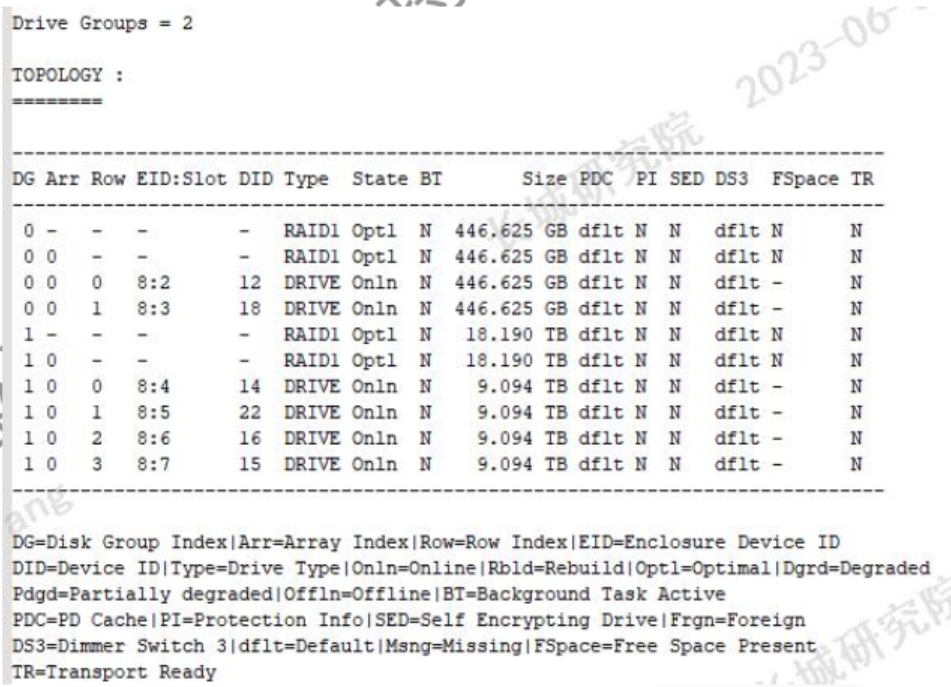 Drive Groups = 2
TOPOLOGY :
========
-------------------------------------------------------------------------------------
DG Arr Row EID:Slot DID Type  State BT       Size PDC  PI SED DS3  FSpace TR
-------------------------------------------------------------------------------------
 0 -   -   -        -   RAID1 Optl  N  446.625 GB dflt N  N   dflt N      N
 0 0   -   -        -   RAID1 Optl  N  446.625 GB dflt N  N   dflt N      N
 0 0   0   8:2      12  DRIVE Onln  N  446.625 GB dflt N  N   dflt -      N
 0 0   1   8:3      18  DRIVE Onln  N  446.625 GB dflt N  N   dflt -      N
 1 -   -   -        -   RAID1 Optl  N   18.190 TB dflt N  N   dflt N      N
 1 0   -   -        -   RAID1 Optl  N   18.190 TB dflt N  N   dflt N      N
 1 0   0   8:4      14  DRIVE Onln  N    9.094 TB dflt N  N   dflt -      N
 1 0   1   8:5      22  DRIVE Onln  N    9.094 TB dflt N  N   dflt -      N
 1 0   2   8:6      16  DRIVE Onln  N    9.094 TB dflt N  N   dflt -      N
 1 0   3   8:7      15  DRIVE Onln  N    9.094 TB dflt N  N   dflt -      N
-------------------------------------------------------------------------------------
DG=Disk Group Index|Arr=Array Index|Row=Row Index|EID=Enclosure Device ID
DID=Device ID|Type=Drive Type|Onln=Online|Rbld=Rebuild|Optl=Optimal|Dgrd=Degraded
Pdgd=Partially degraded|Offln=Offline|BT=Background Task Active
PDC=PD Cache|PI=Protection Info|SED=Self Encrypting Drive|Frgn=Foreign
DS3=Dimmer Switch 3|dflt=Default|Msng=Missing|FSpace=Free Space Present
TR=Transport Ready
长城研究院 2023-06-
ang
长城研究院